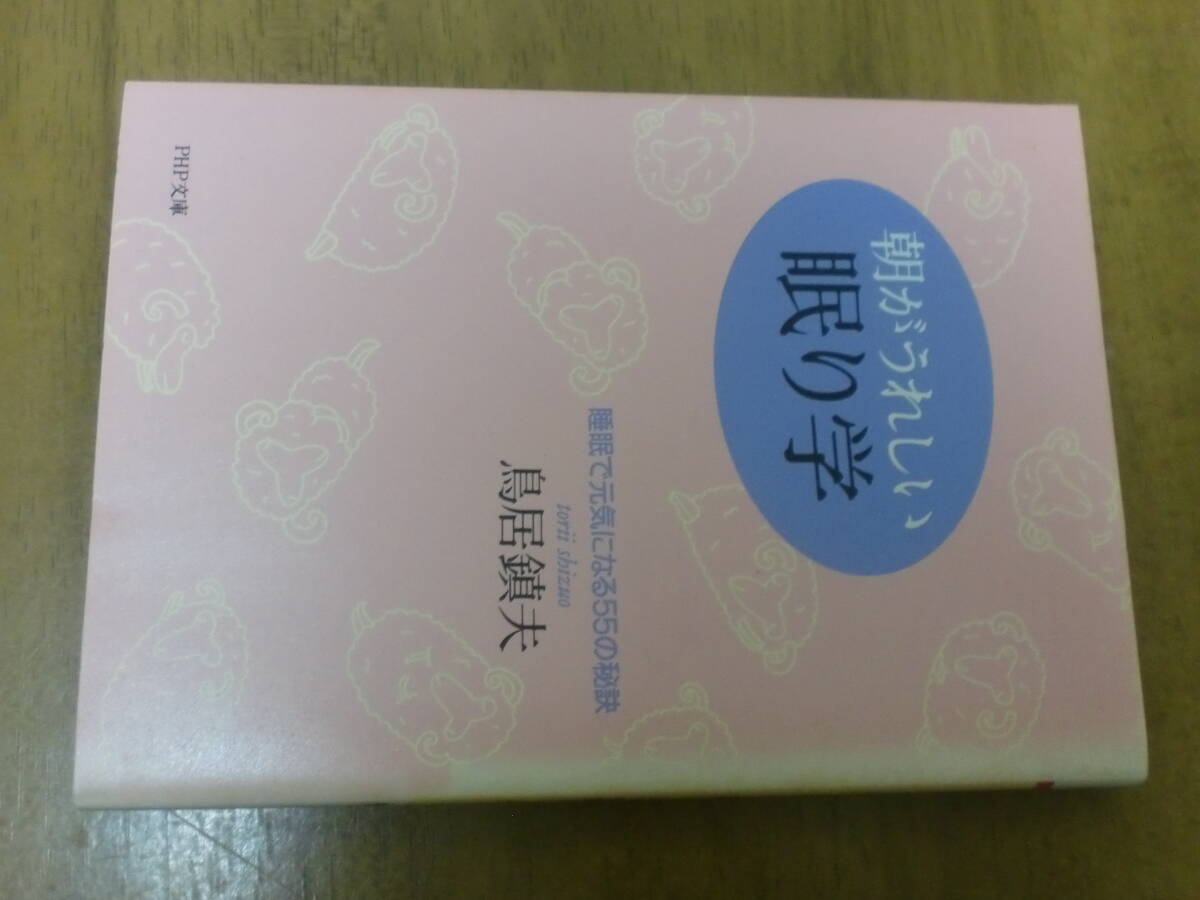 朝がうれしい
眠り学
睡眠で元気になる55の秘訣
torii shizuo
鳥居鎮夫
PHP文庫